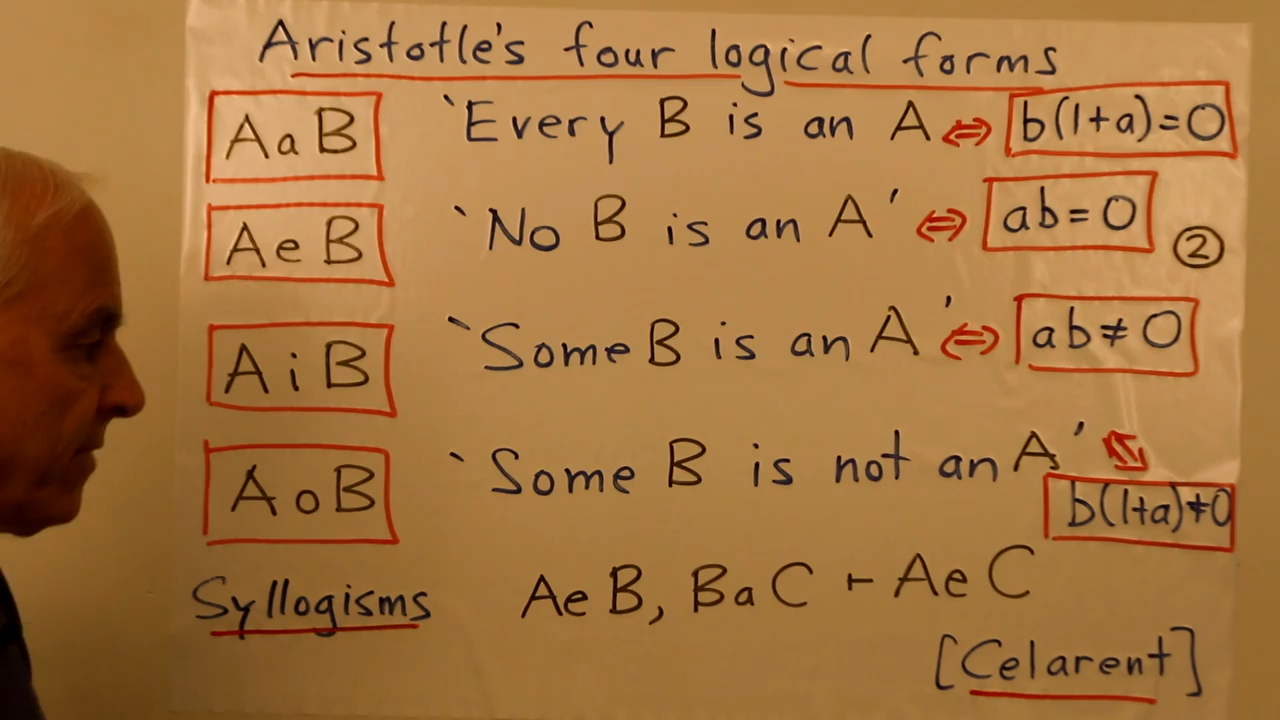 Aristotle's four logical forms
AaB `Every B is an A ⇔ b(1+a)=0
AeB `No B is an A' ⇔ ab=0
②
AiB `Some B is an A' ⇔ ab≠0
AoB `Some B is not an A' ⇔
b(1+a)≠0
Syllogisms AeB, BaC ⊢ AeC
[Celarent]